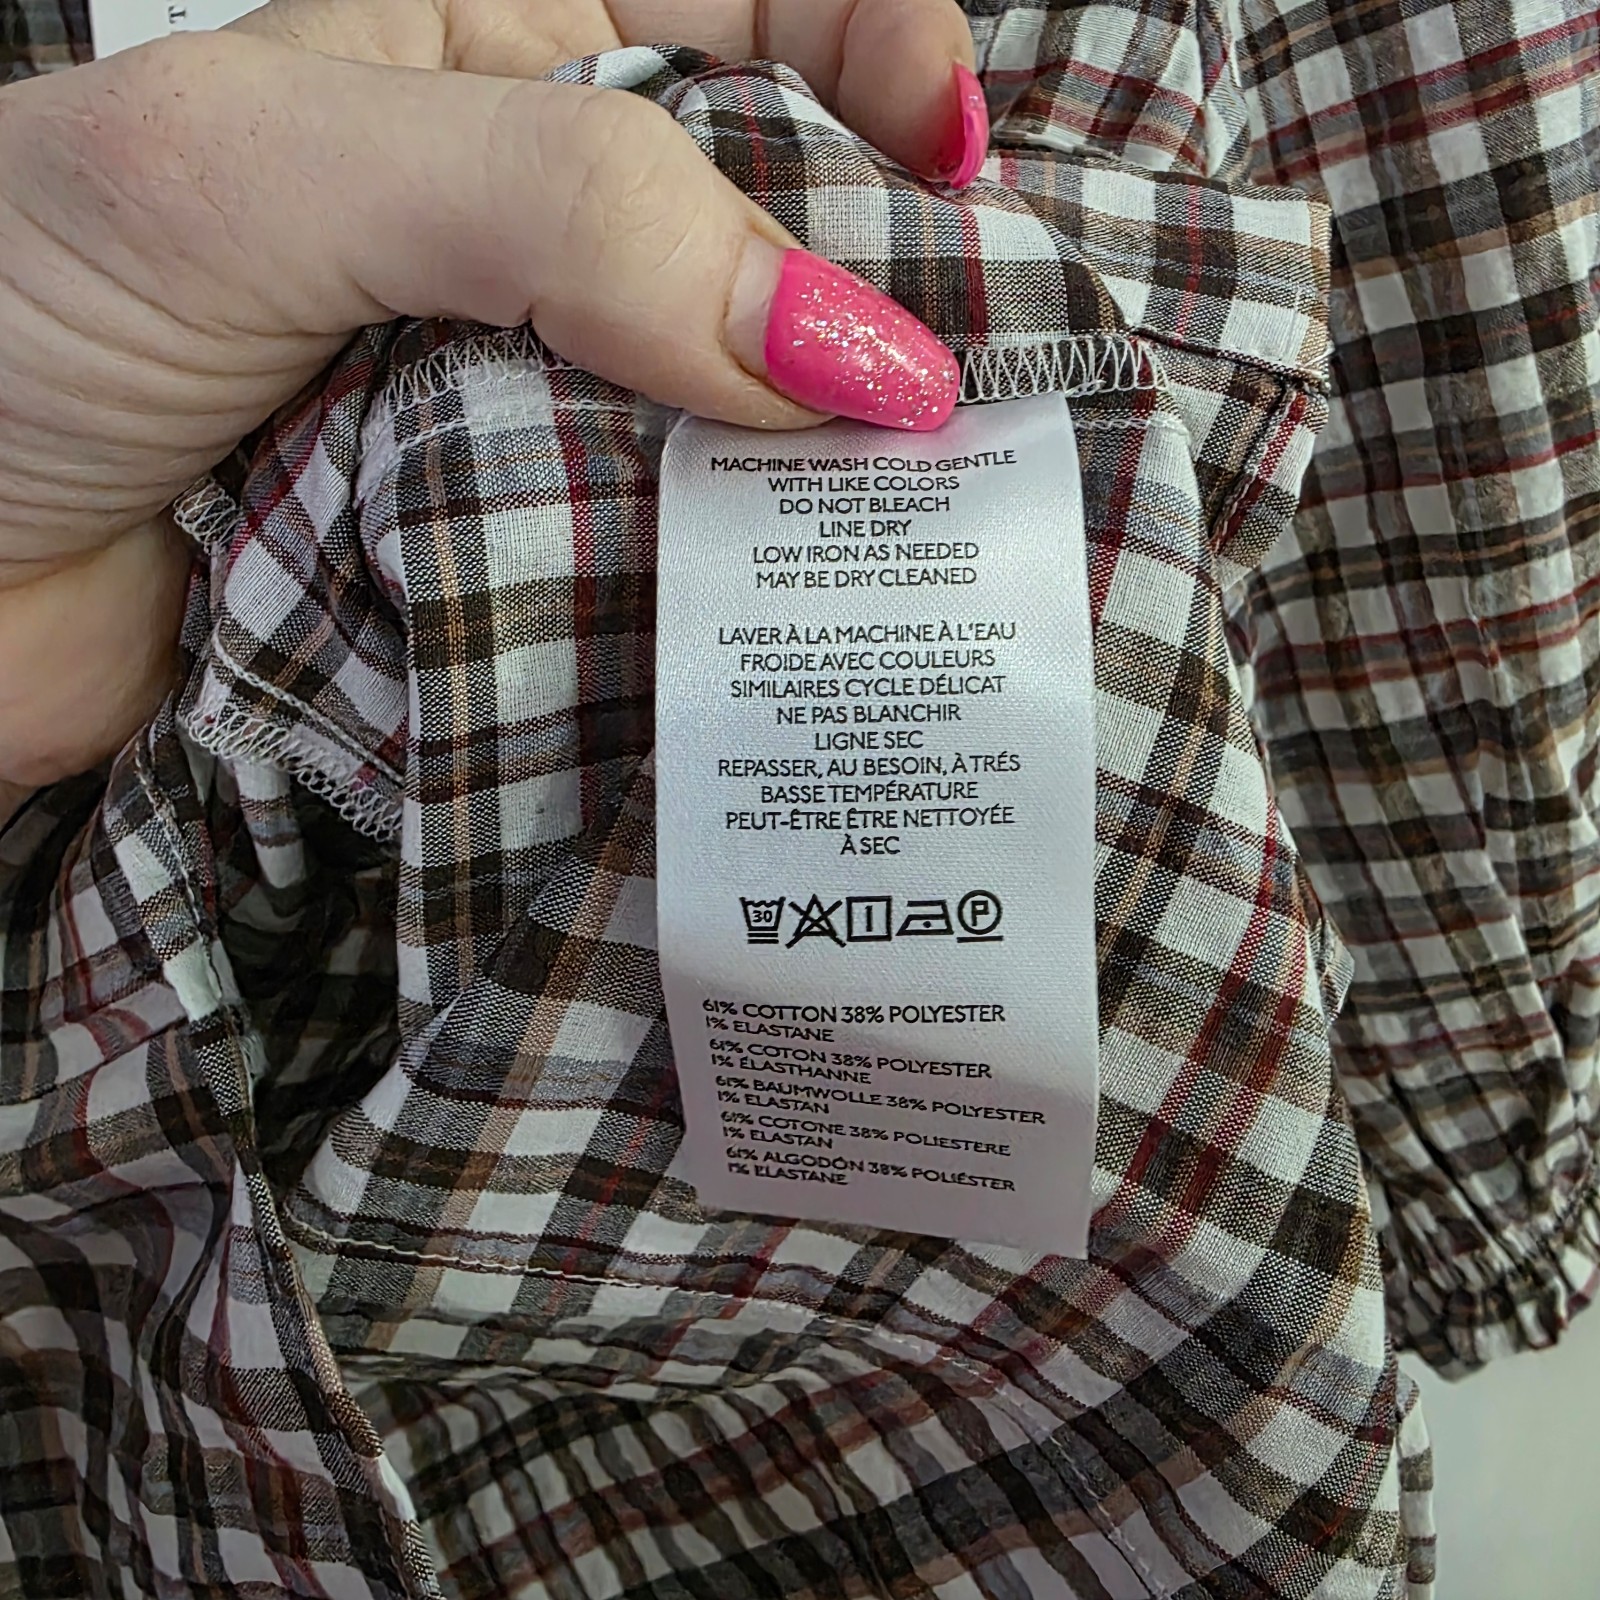 T
MACHINE WASH COLD GENTLE
WITH LIKE COLORS
DO NOT BLEACH
LINE DRY
LOW IRON AS NEEDED
MAY BE DRY CLEANED
LAVER À LA MACHINE À L'EAU
FROIDE AVEC COULEURS
SIMILAIRES CYCLE DÉLICAT
NE PAS BLANCHIR
LIGNE SEC
REPASSER, AU BESOIN, À TRÉS
BASSE TEMPÉRATURE
PEUT-ÊTRE ÊTRE NETTOYÉE
À SEC
30 P
61% COTTON 38% POLYESTER
1% ELASTANE
61% COTON 38% POLYESTER
1% ÉLASTHANNE
61% BAUMWOLLE 38% POLYESTER
1% ELASTAN
61% COTONE 38% POLIESTERE
1% ELASTAN
61% ALGODÓN 38% POLIÉSTER
1% ELASTANE